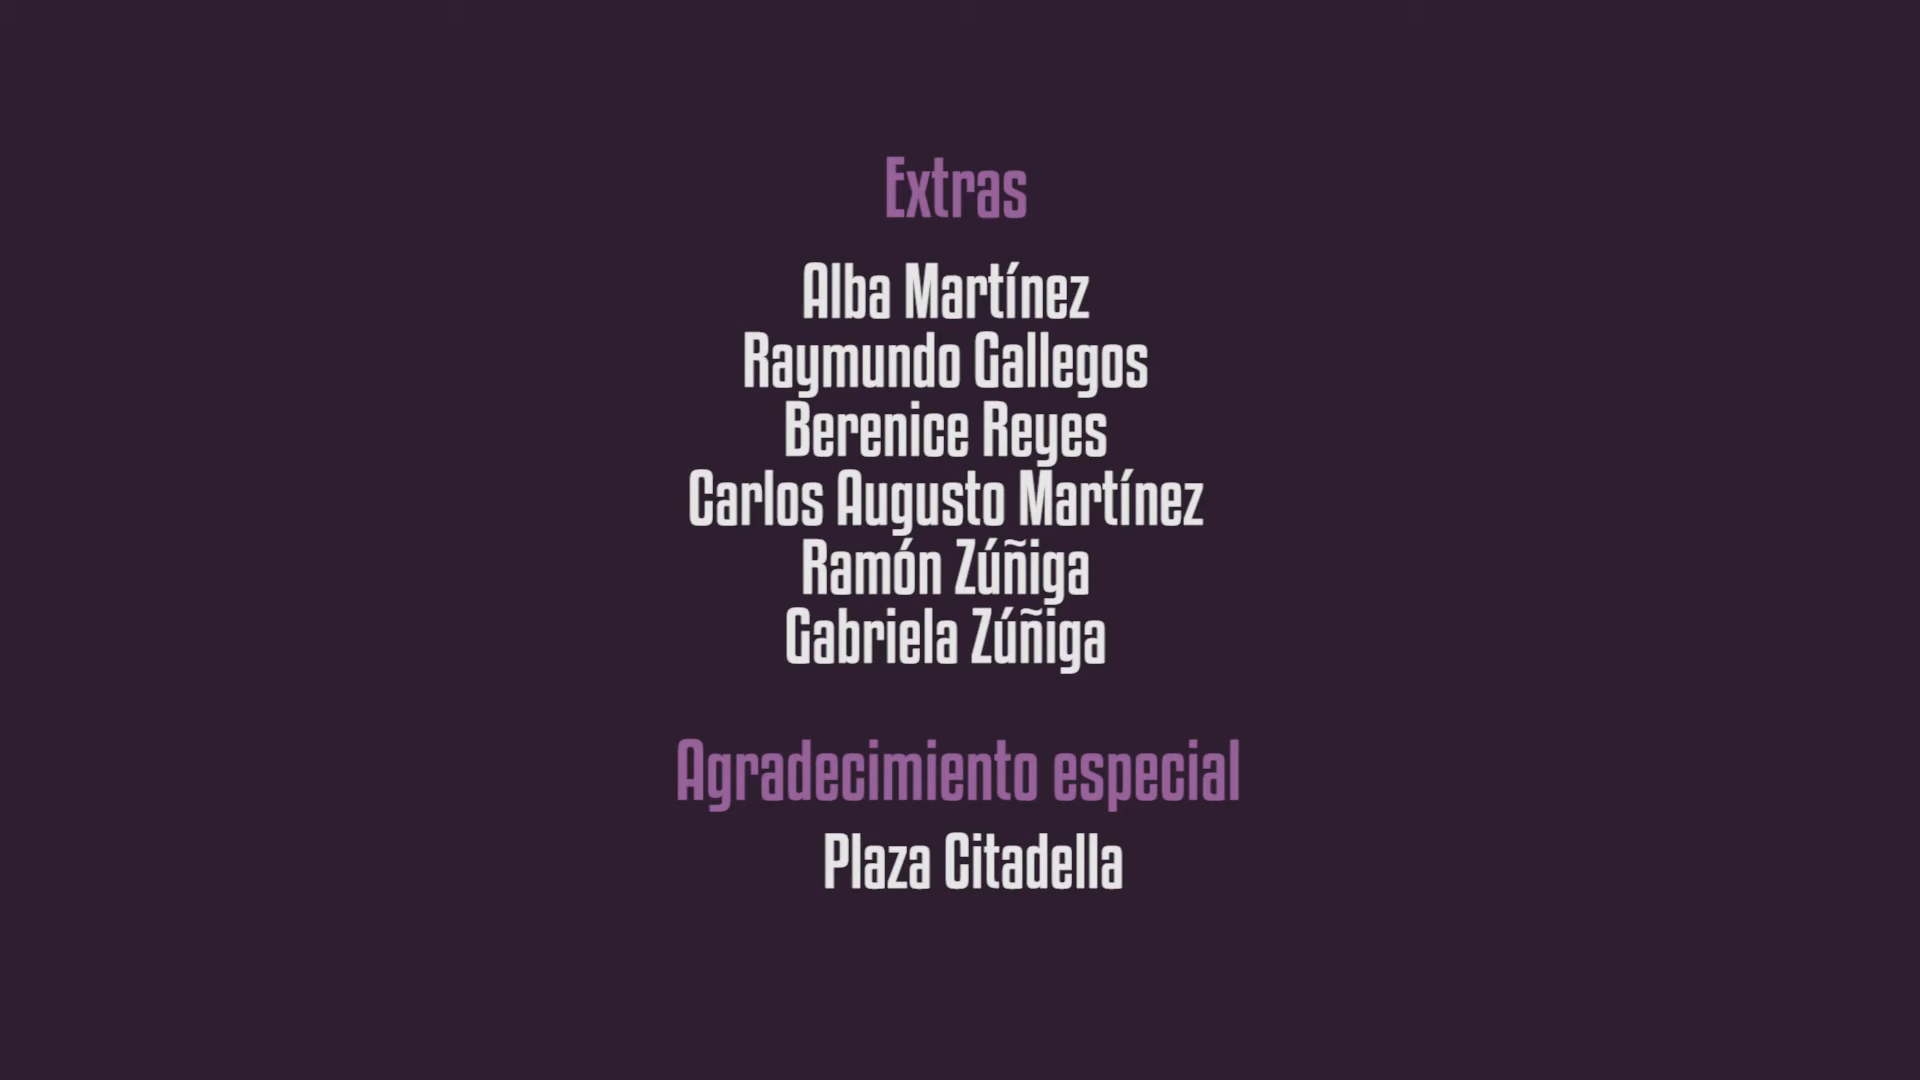 Extras
Alba Martínez
Raymundo Gallegos
Berenice Reyes
Carlos Augusto Martínez
Ramón Zúñiga
Gabriela Zúñiga
Agradecimiento especial
Plaza Citadella